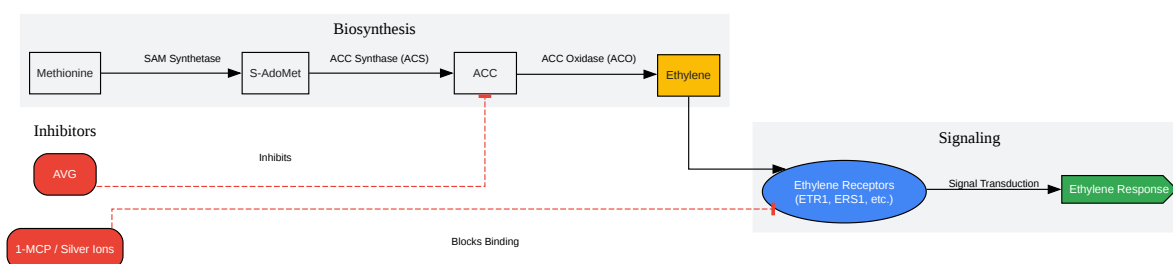 Biosynthesis
Methionine
SAM Synthetase
S-AdoMet
ACC Synthase (ACS)
ACC
ACC Oxidase (ACO)
Ethylene
Inhibitors
AVG
Inhibits
1-MCP / Silver Ions
Blocks Binding
Signaling
Ethylene Receptors
(ETR1, ERS1, etc.)
Signal Transduction
Ethylene Response